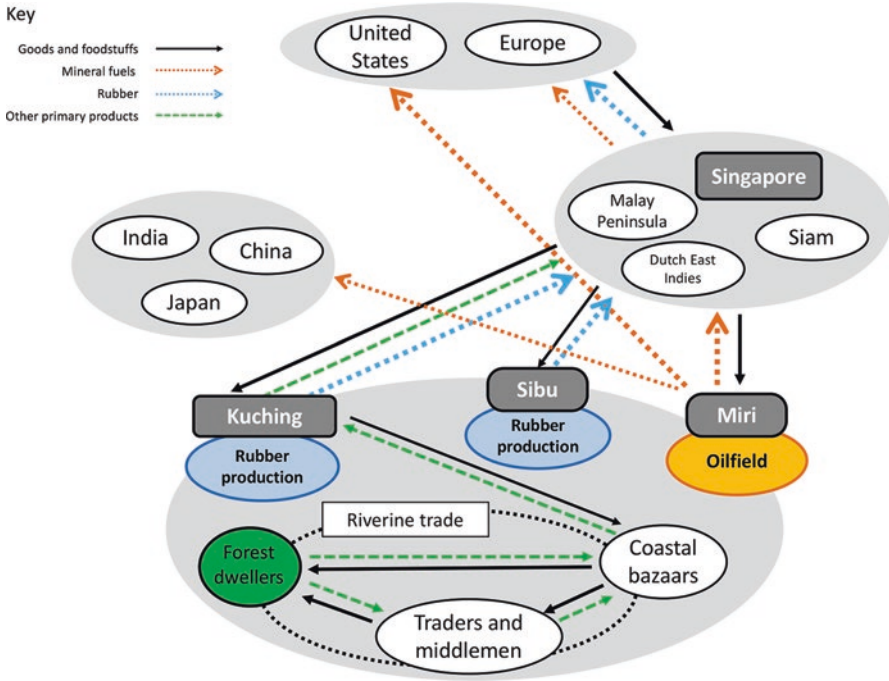 Key
Goods and foodstuffs
Mineral fuels
Rubber
Other primary products
United
States
Europe
Singapore
Malay
Peninsula
Siam
Dutch East
Indies
India
China
Japan
Kuching
Rubber
production
Sibu
Rubber
production
Miri
Oilfield
Riverine trade
Forest
dwellers
Coastal
bazaars
Traders and
middlemen